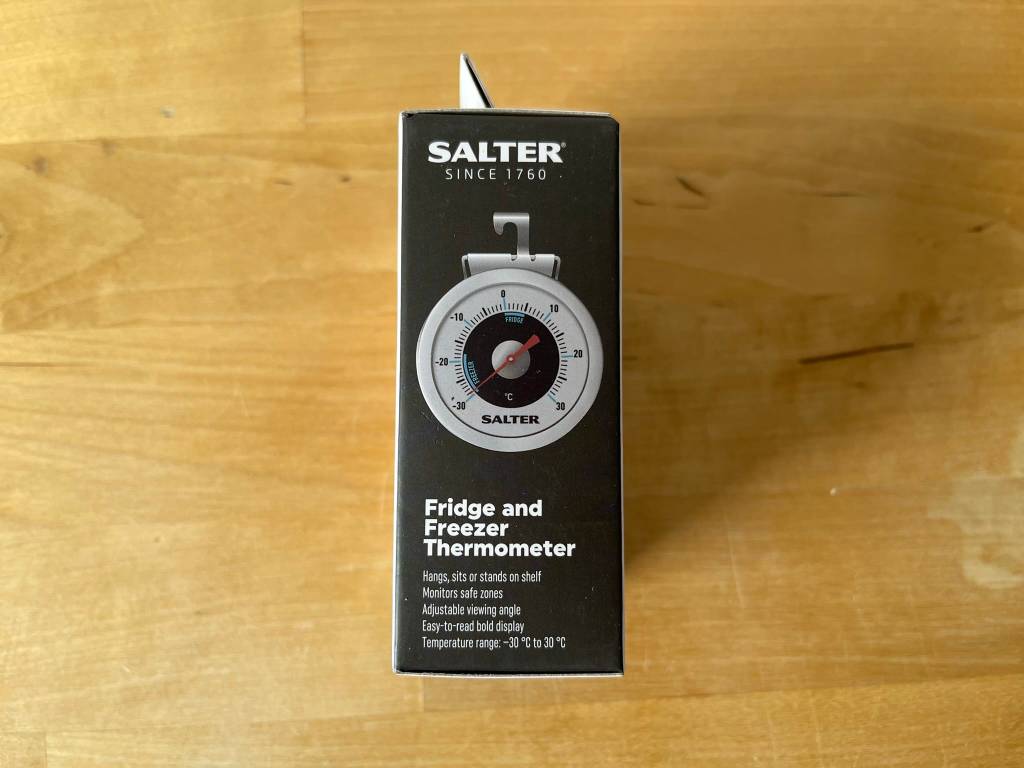 SALTER®
SINCE 1760
0
-10
10
FRIDGE
-20
20
FREEZER
°C
-30
30
SALTER
Fridge and
Freezer
Thermometer
Hangs, sits or stands on shelf
Monitors safe zones
Adjustable viewing angle
Easy-to-read bold display
Temperature range: –30 °C to 30 °C